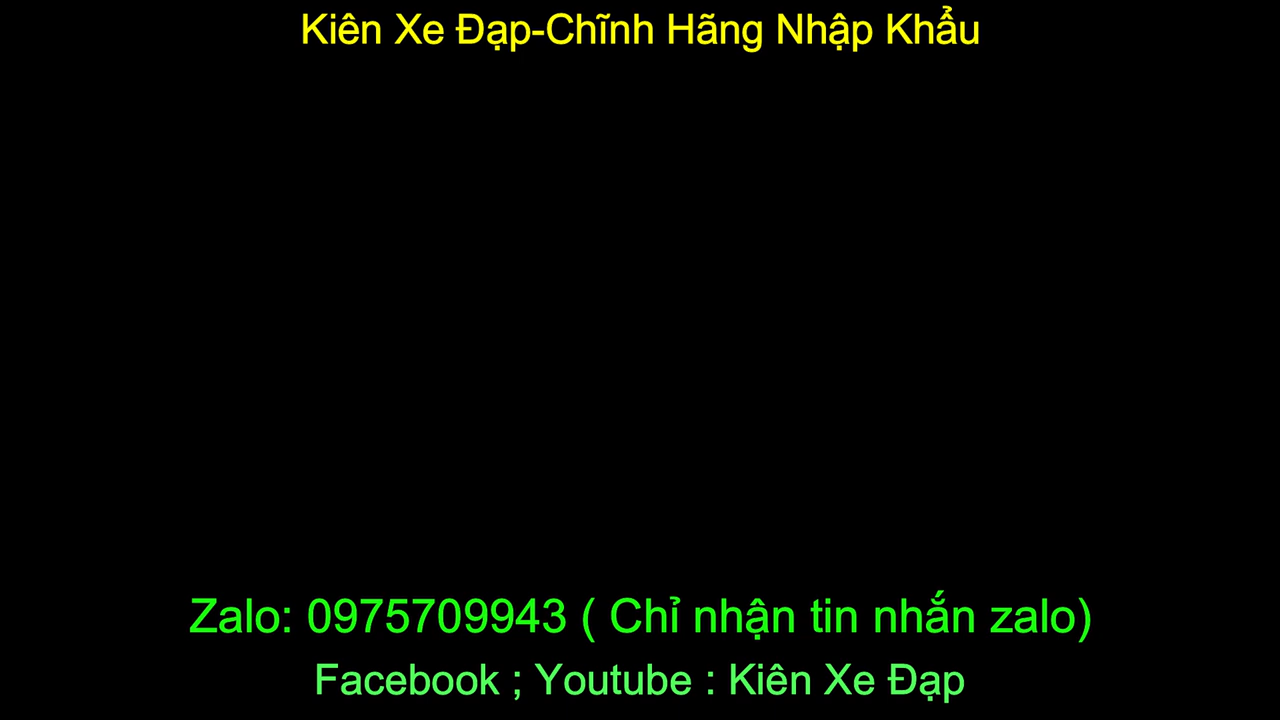 Kiên Xe Đạp-Chĩnh Hãng Nhập Khẩu
Zalo: 0975709943 ( Chỉ nhận tin nhắn zalo)
Facebook ; Youtube : Kiên Xe Đạp